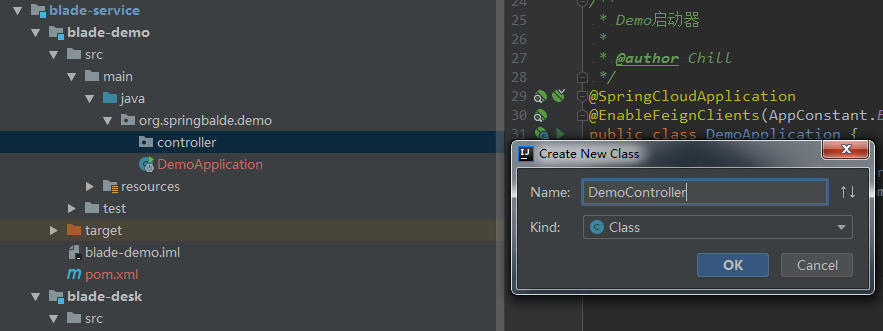 blade-service
blade-demo
src
main
java
org.springbalde.demo
controller
DemoApplication
resources
test
target
blade-demo.iml
pom.xml
blade-desk
src
24 /**
25 * Demo启动器
26 *
27 * @author Chill
28 */
29 @SpringCloudApplication
30 @EnableFeignClients(AppConstant.
31 public class DemoApplication {
Create New Class
Name: DemoController
Kind: Class
OK Cancel